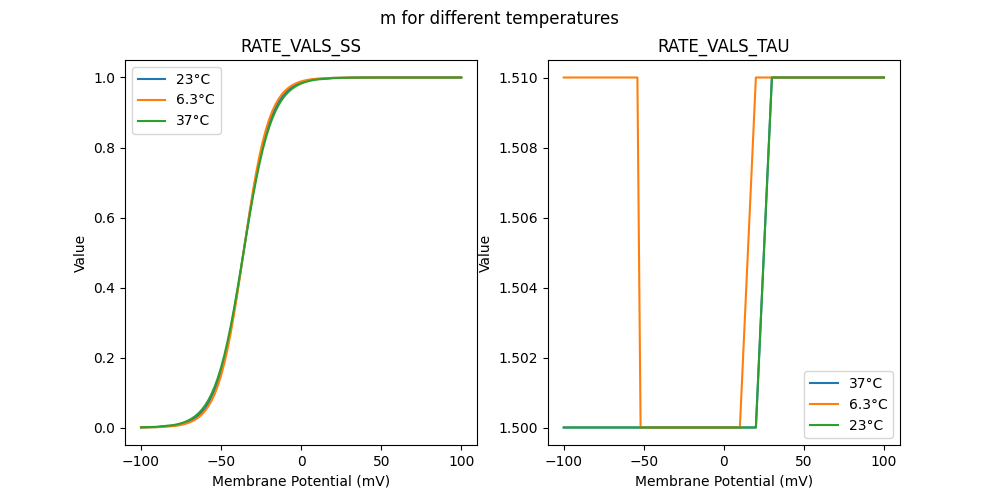 m for different temperatures
RATE_VALS_SS
RATE_VALS_TAU
23°C
6.3°C
37°C
1.0
0.8
0.6
0.4
0.2
0.0
Value
−100
−50
0
50
100
Membrane Potential (mV)
1.510
1.508
1.506
1.504
1.502
1.500
Value
37°C
6.3°C
23°C
−100
−50
0
50
100
Membrane Potential (mV)